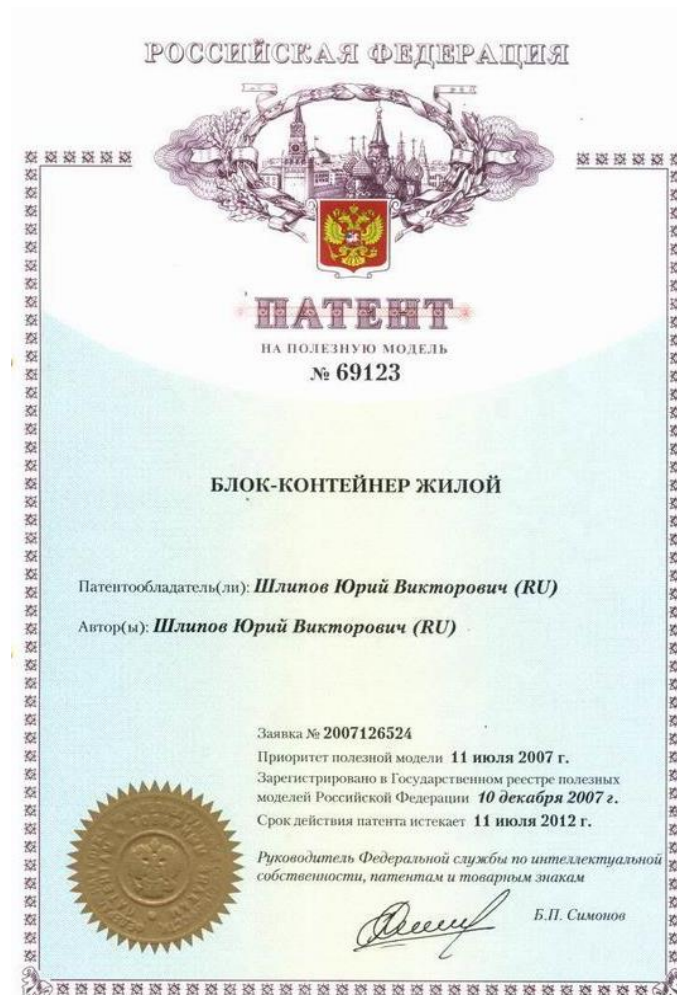 РОССИЙСКАЯ ФЕДЕРАЦИЯ
ПАТЕНТ
НА ПОЛЕЗНУЮ МОДЕЛЬ
№ 69123
БЛОК-КОНТЕЙНЕР ЖИЛОЙ
Патентообладатель(ли): Шлипов Юрий Викторович (RU)
Автор(ы): Шлипов Юрий Викторович (RU)
Заявка № 2007126524
Приоритет полезной модели 11 июля 2007 г.
Зарегистрировано в Государственном реестре полезных
моделей Российской Федерации 10 декабря 2007 г.
Срок действия патента истекает 11 июля 2012 г.
Руководитель Федеральной службы по интеллектуальной
собственности, патентам и товарным знакам
Б.П. Симонов